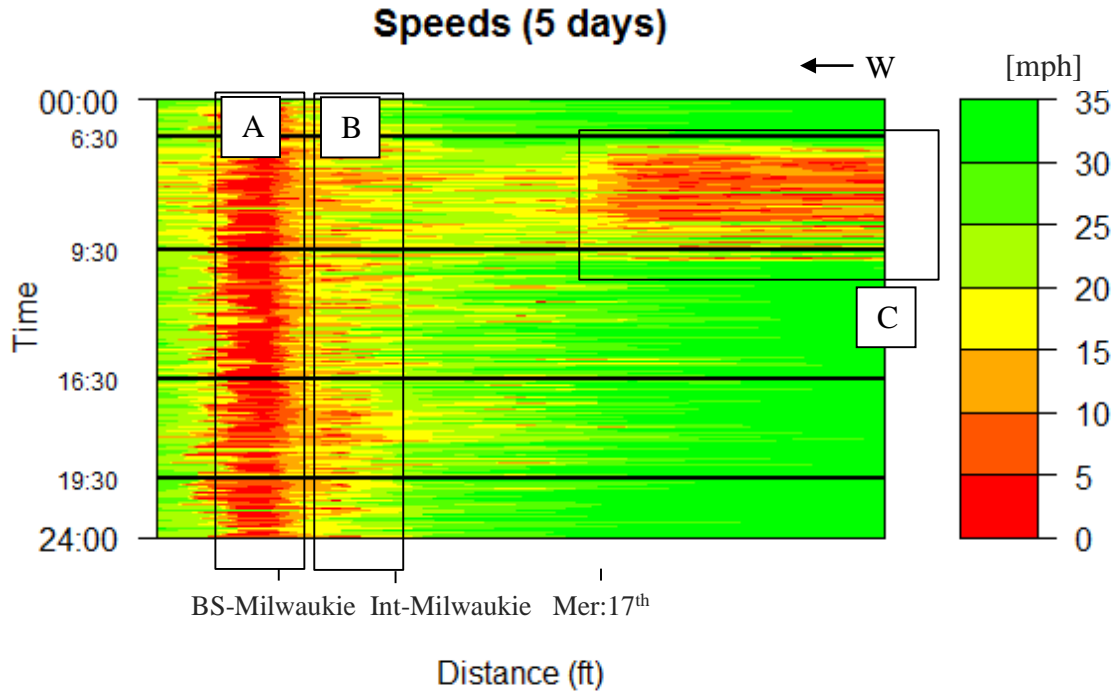 Speeds (5 days)
W
[mph]
A
B
C
00:00
6:30
9:30
16:30
19:30
24:00
Time
35
30
25
20
15
10
5
0
BS-Milwaukie Int-Milwaukie Mer:17th
Distance (ft)